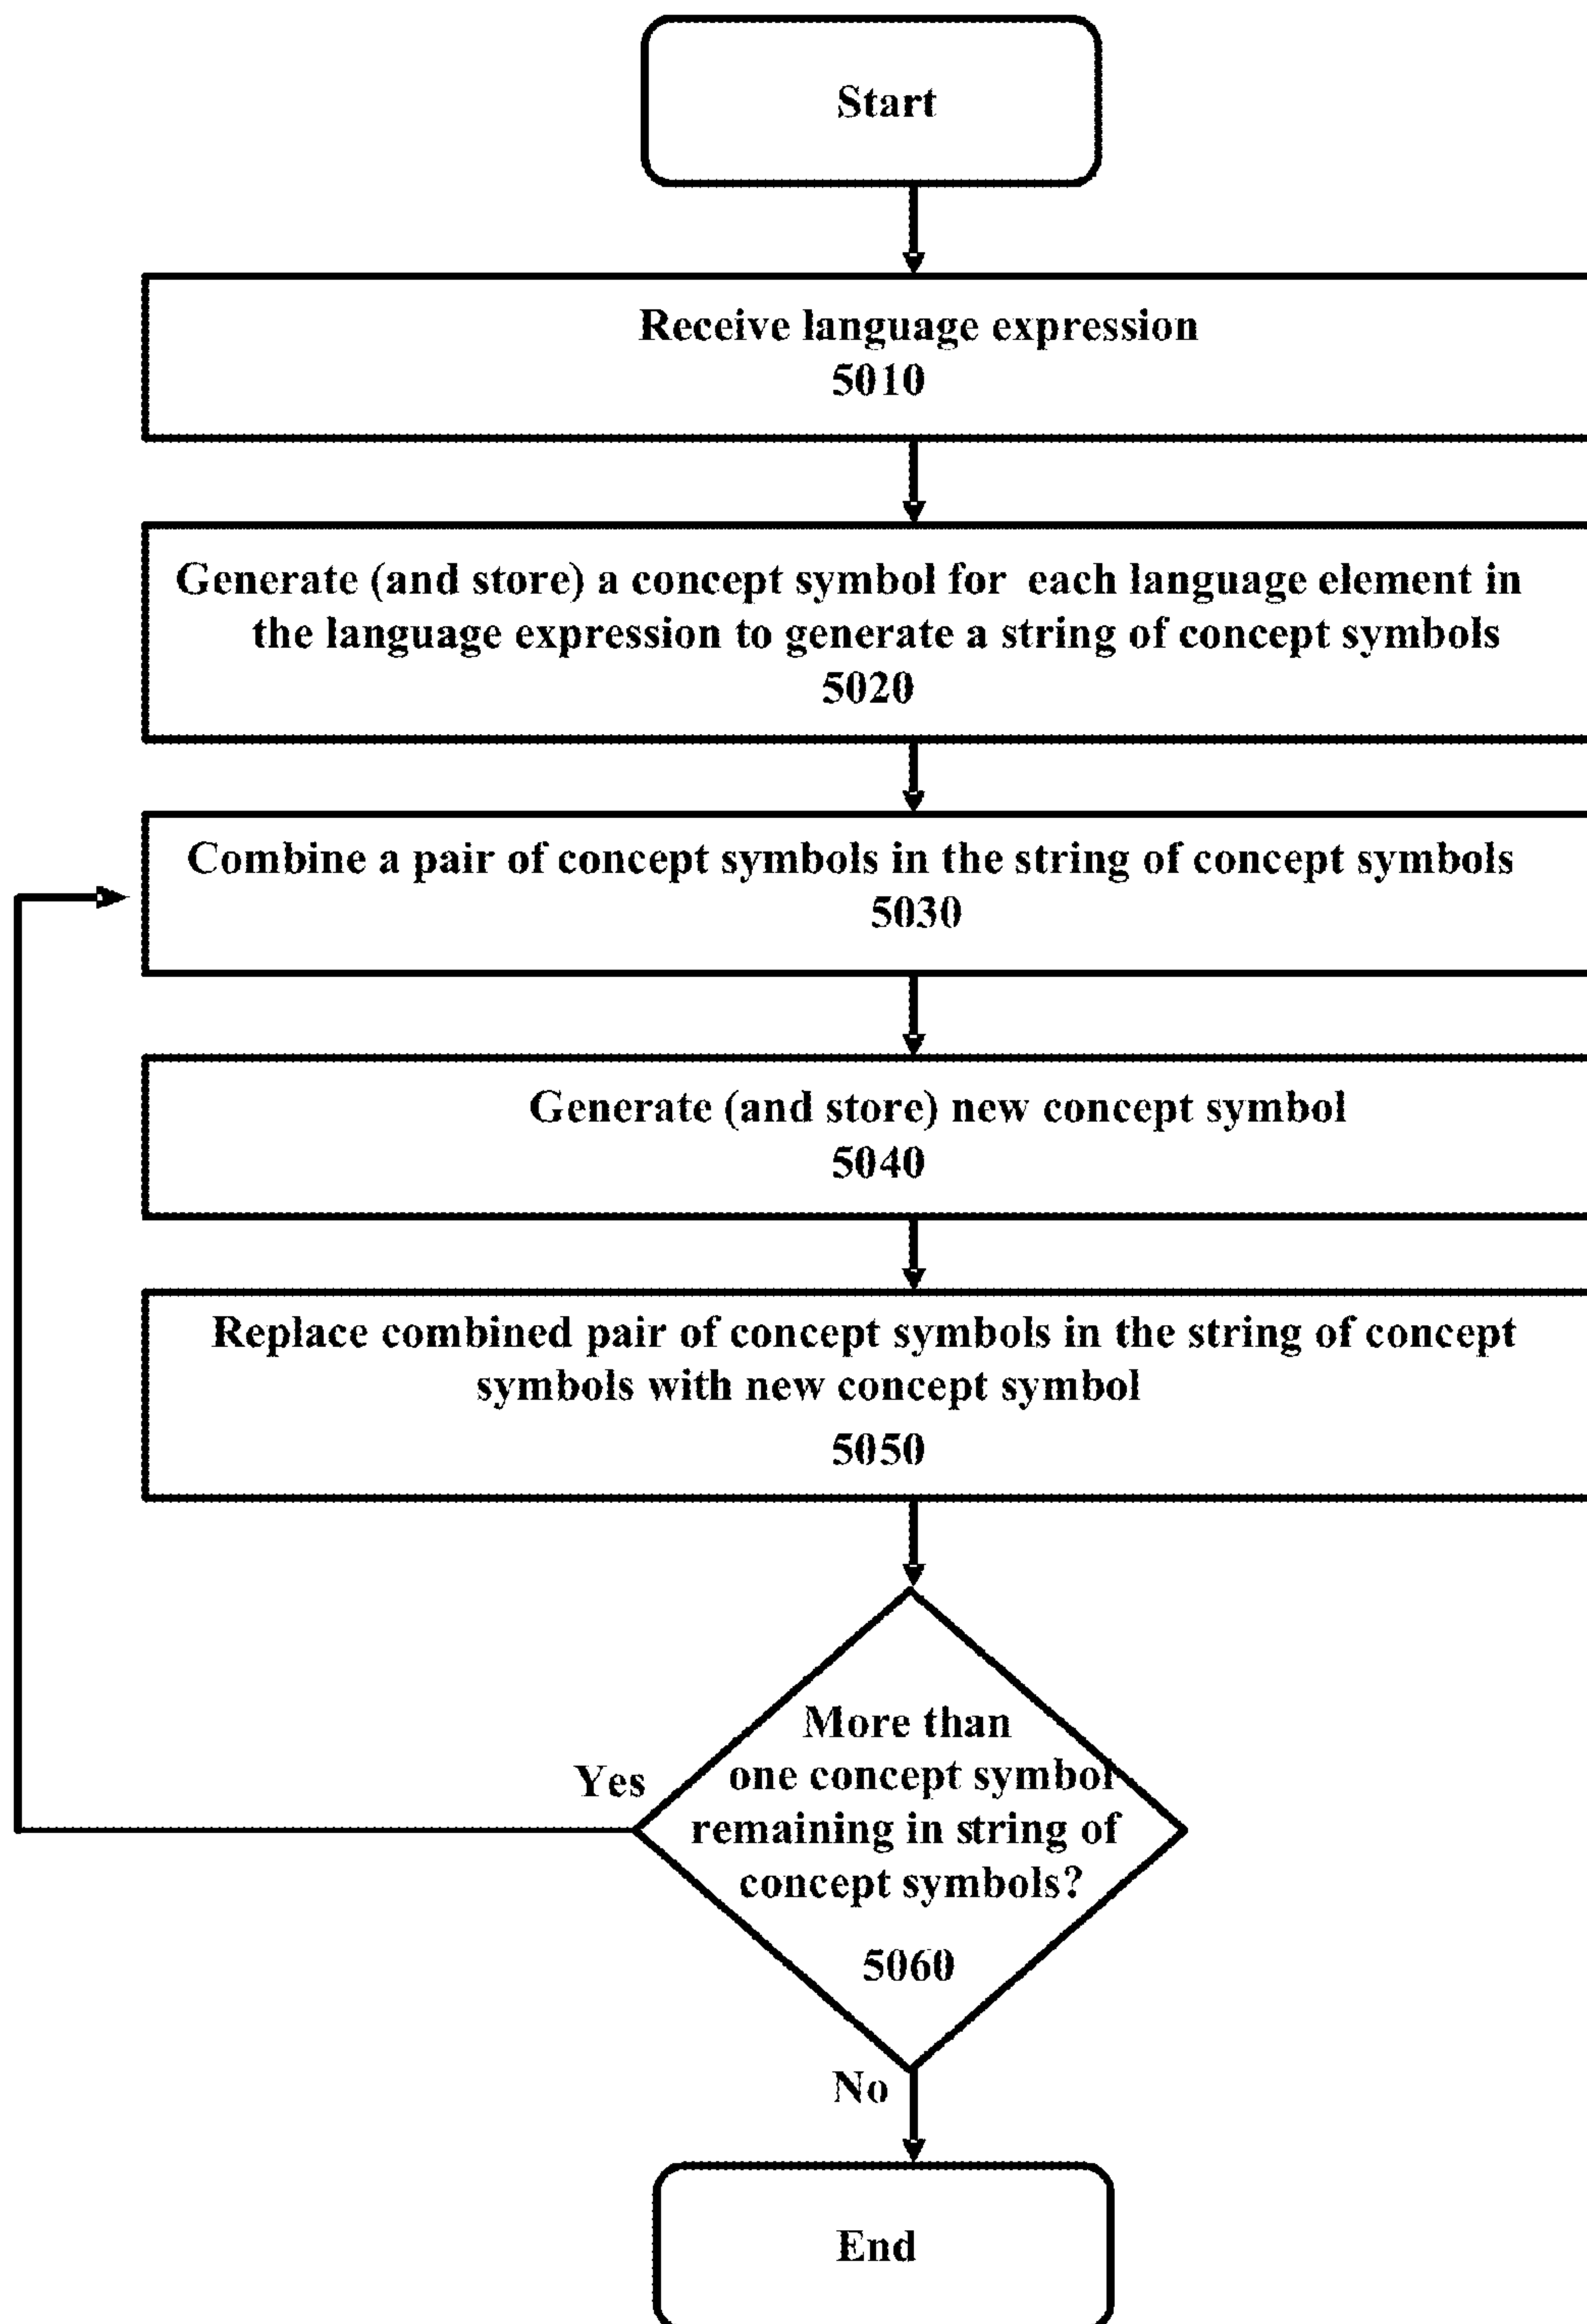 Start
Receive language expression
5010
Generate (and store) a concept symbol for each language element in
the language expression to generate a string of concept symbols
5020
Combine a pair of concept symbols in the string of concept symbols
5030
Generate (and store) new concept symbol
5040
Replace combined pair of concept symbols in the string of concept
symbols with new concept symbol
5050
More than
one concept symbol
remaining in string of
concept symbols?
5060
Yes
No
End